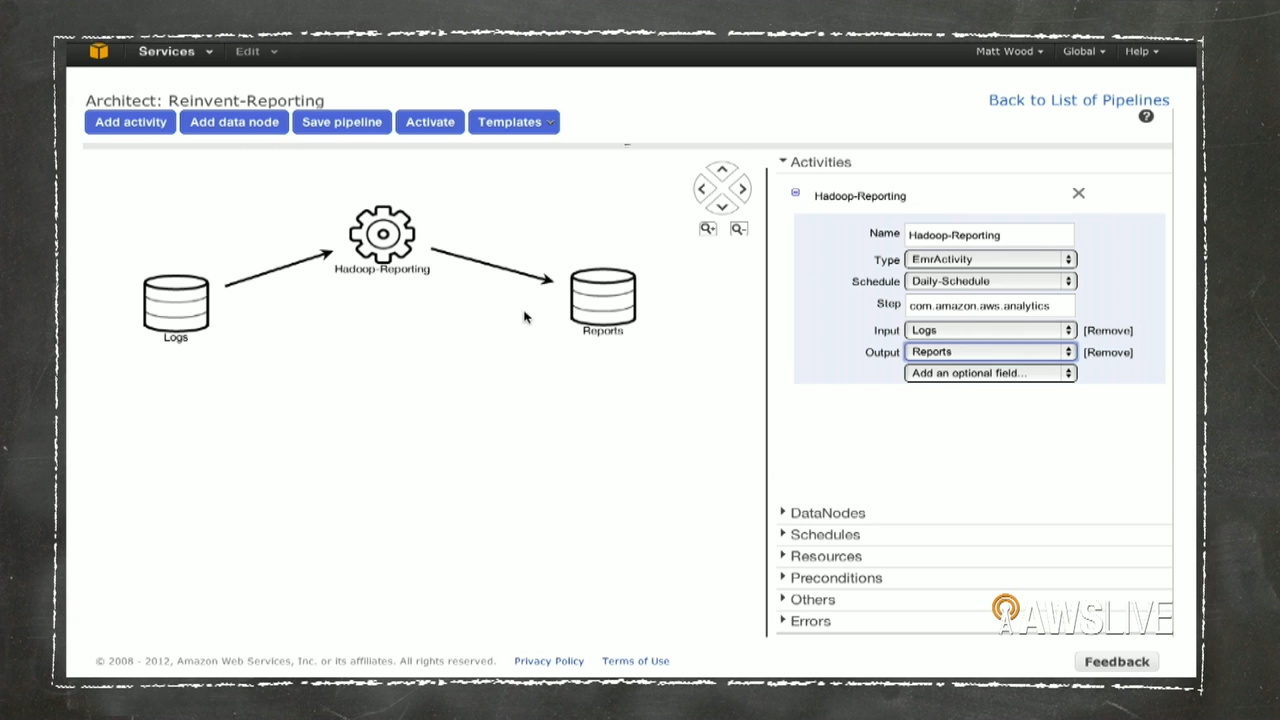 Services Edit Matt Wood Global Help
Architect: Reinvent-Reporting
Back to List of Pipelines
Add activity Add data node Save pipeline Activate Templates
?
Activities
Hadoop-Reporting
Name Hadoop-Reporting
Type EmrActivity
Schedule Daily-Schedule
Step com.amazon.aws.analytics
Input Logs [Remove]
Output Reports [Remove]
Add an optional field...
Hadoop-Reporting
Logs
Reports
DataNodes
Schedules
Resources
Preconditions
Others
Errors
AWSLIVE
© 2008 - 2012, Amazon Web Services, Inc. or its affiliates. All rights reserved. Privacy Policy Terms of Use
Feedback